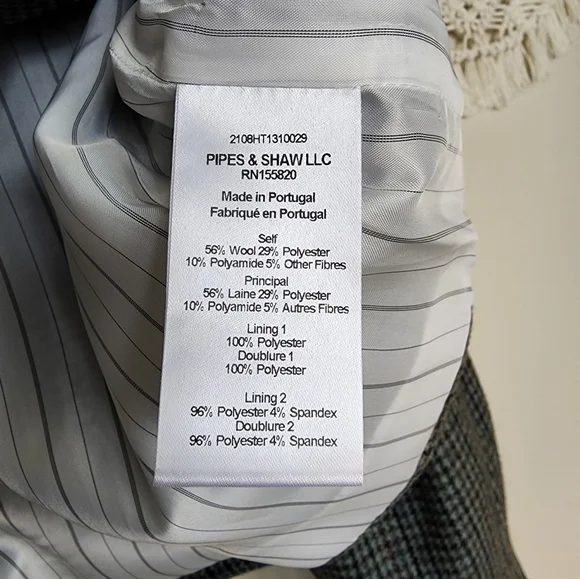 2108HT1310029
PIPES & SHAW LLC
RN155820
Made in Portugal
Fabriqué en Portugal
Self
56% Wool 29% Polyester
10% Polyamide 5% Other Fibres
Principal
56% Laine 29% Polyester
10% Polyamide 5% Autres Fibres
Lining 1
100% Polyester
Doublure 1
100% Polyester
Lining 2
96% Polyester 4% Spandex
Doublure 2
96% Polyester 4% Spandex